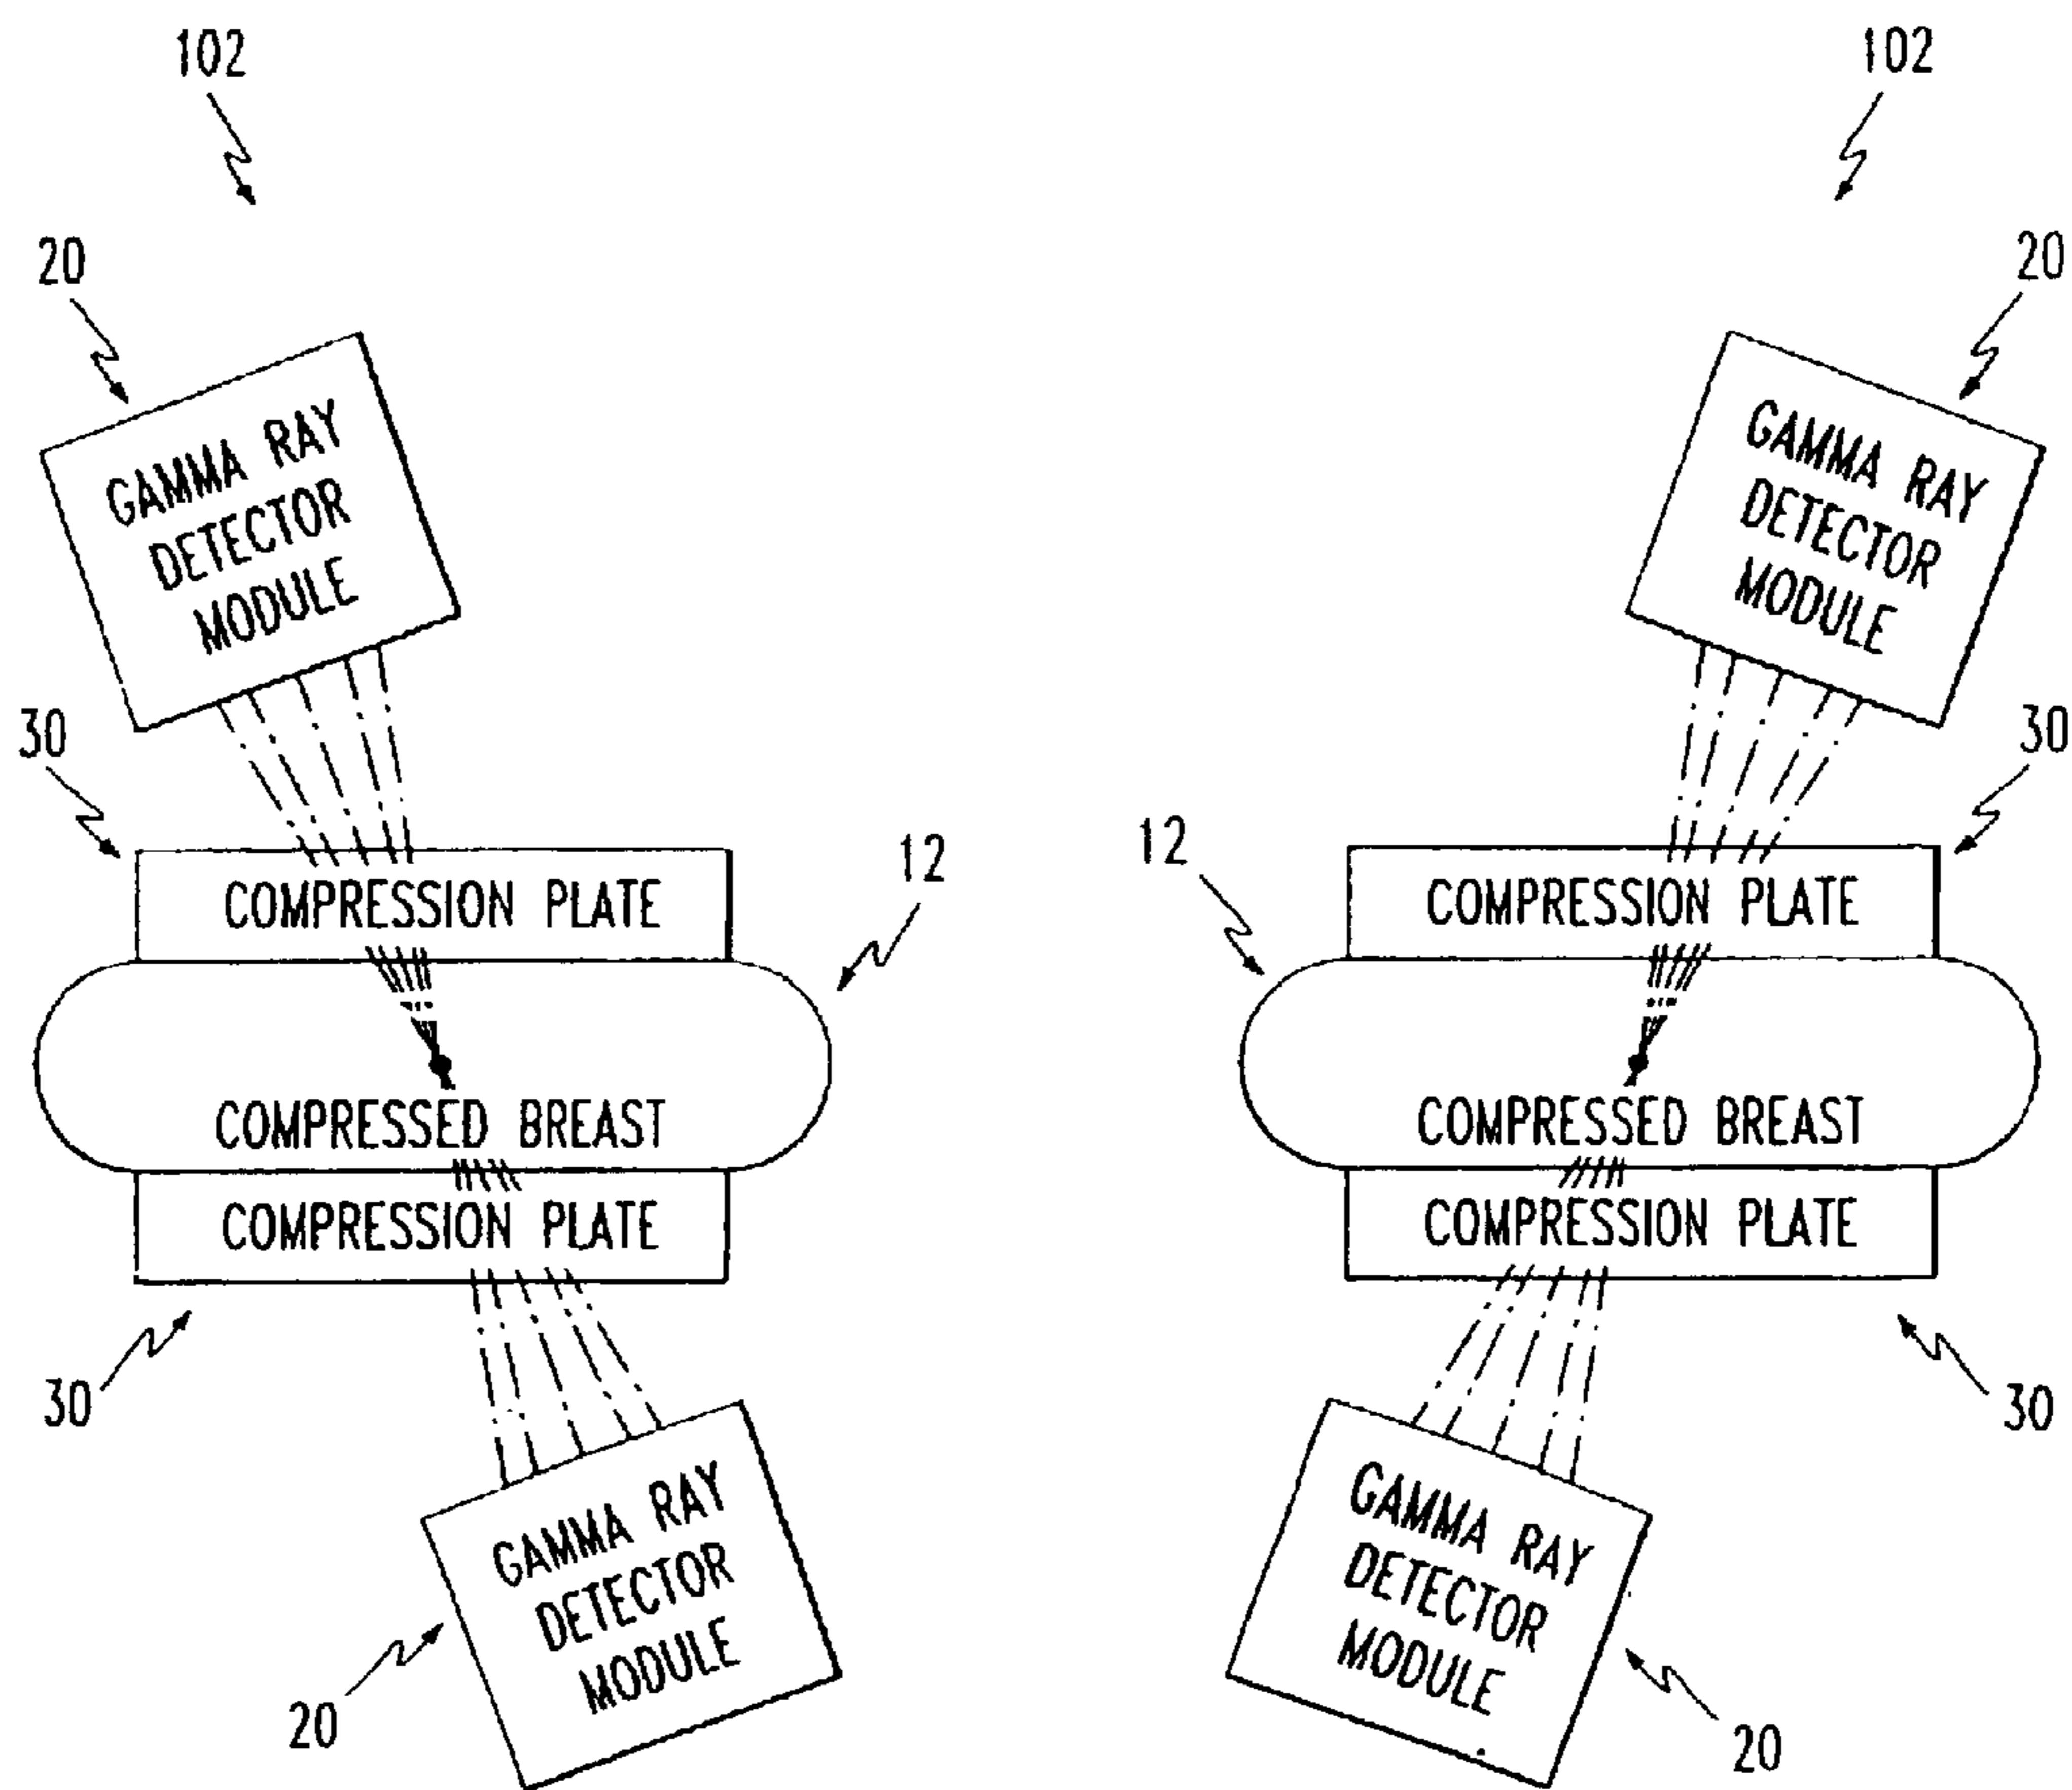 102
20
GAMMA RAY
DETECTOR
MODULE
30
COMPRESSION PLATE
12
COMPRESSED BREAST
COMPRESSION PLATE
30
GAMMA RAY
DETECTOR
MODULE
20
102
20
GAMMA RAY
DETECTOR
MODULE
30
12
COMPRESSION PLATE
COMPRESSED BREAST
COMPRESSION PLATE
30
GAMMA RAY
DETECTOR
MODULE
20